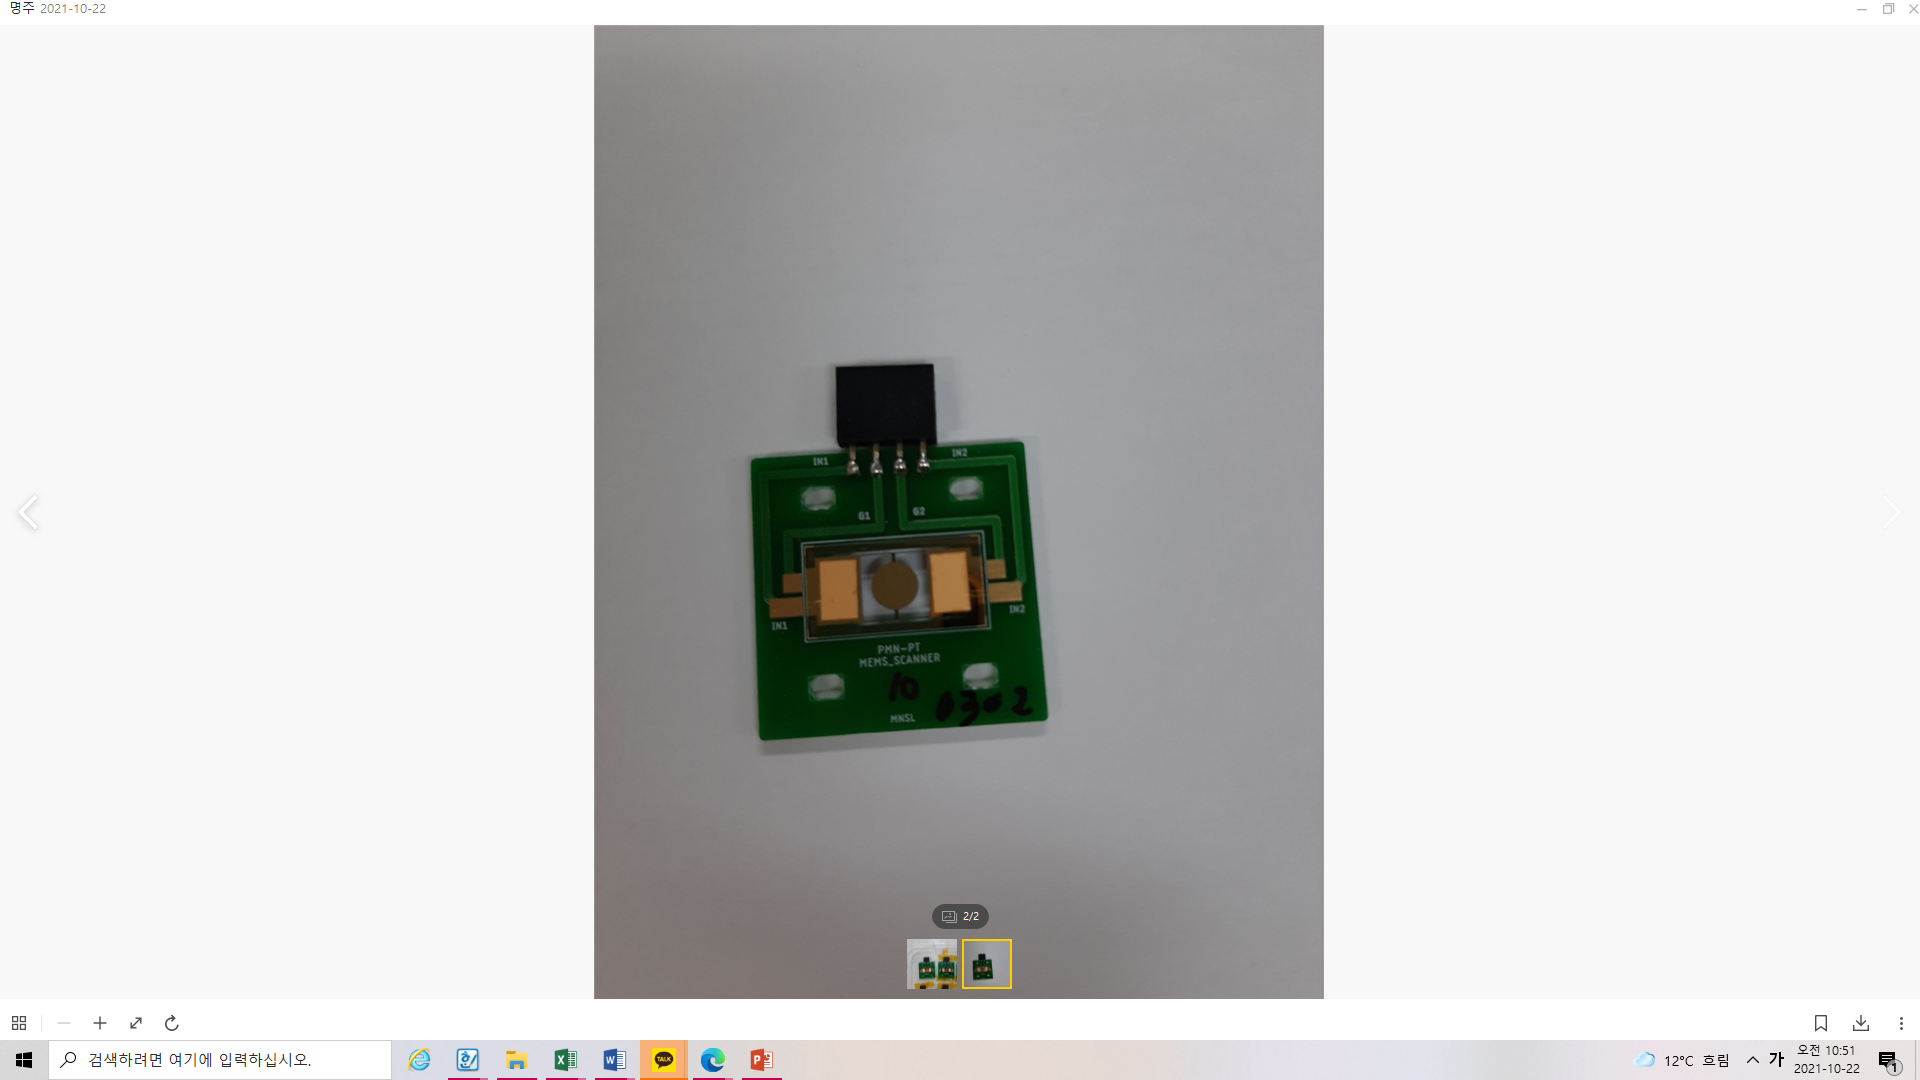 명주 2021-10-22
IN1
IN2
G1
G2
IN1
IN2
PMN-PT
MEMS_SCANNER
10
0302
MNSL
2/2
검색하려면 여기에 입력하십시오.
TALK
12°C 흐림
가
오전 10:51
2021-10-22
1